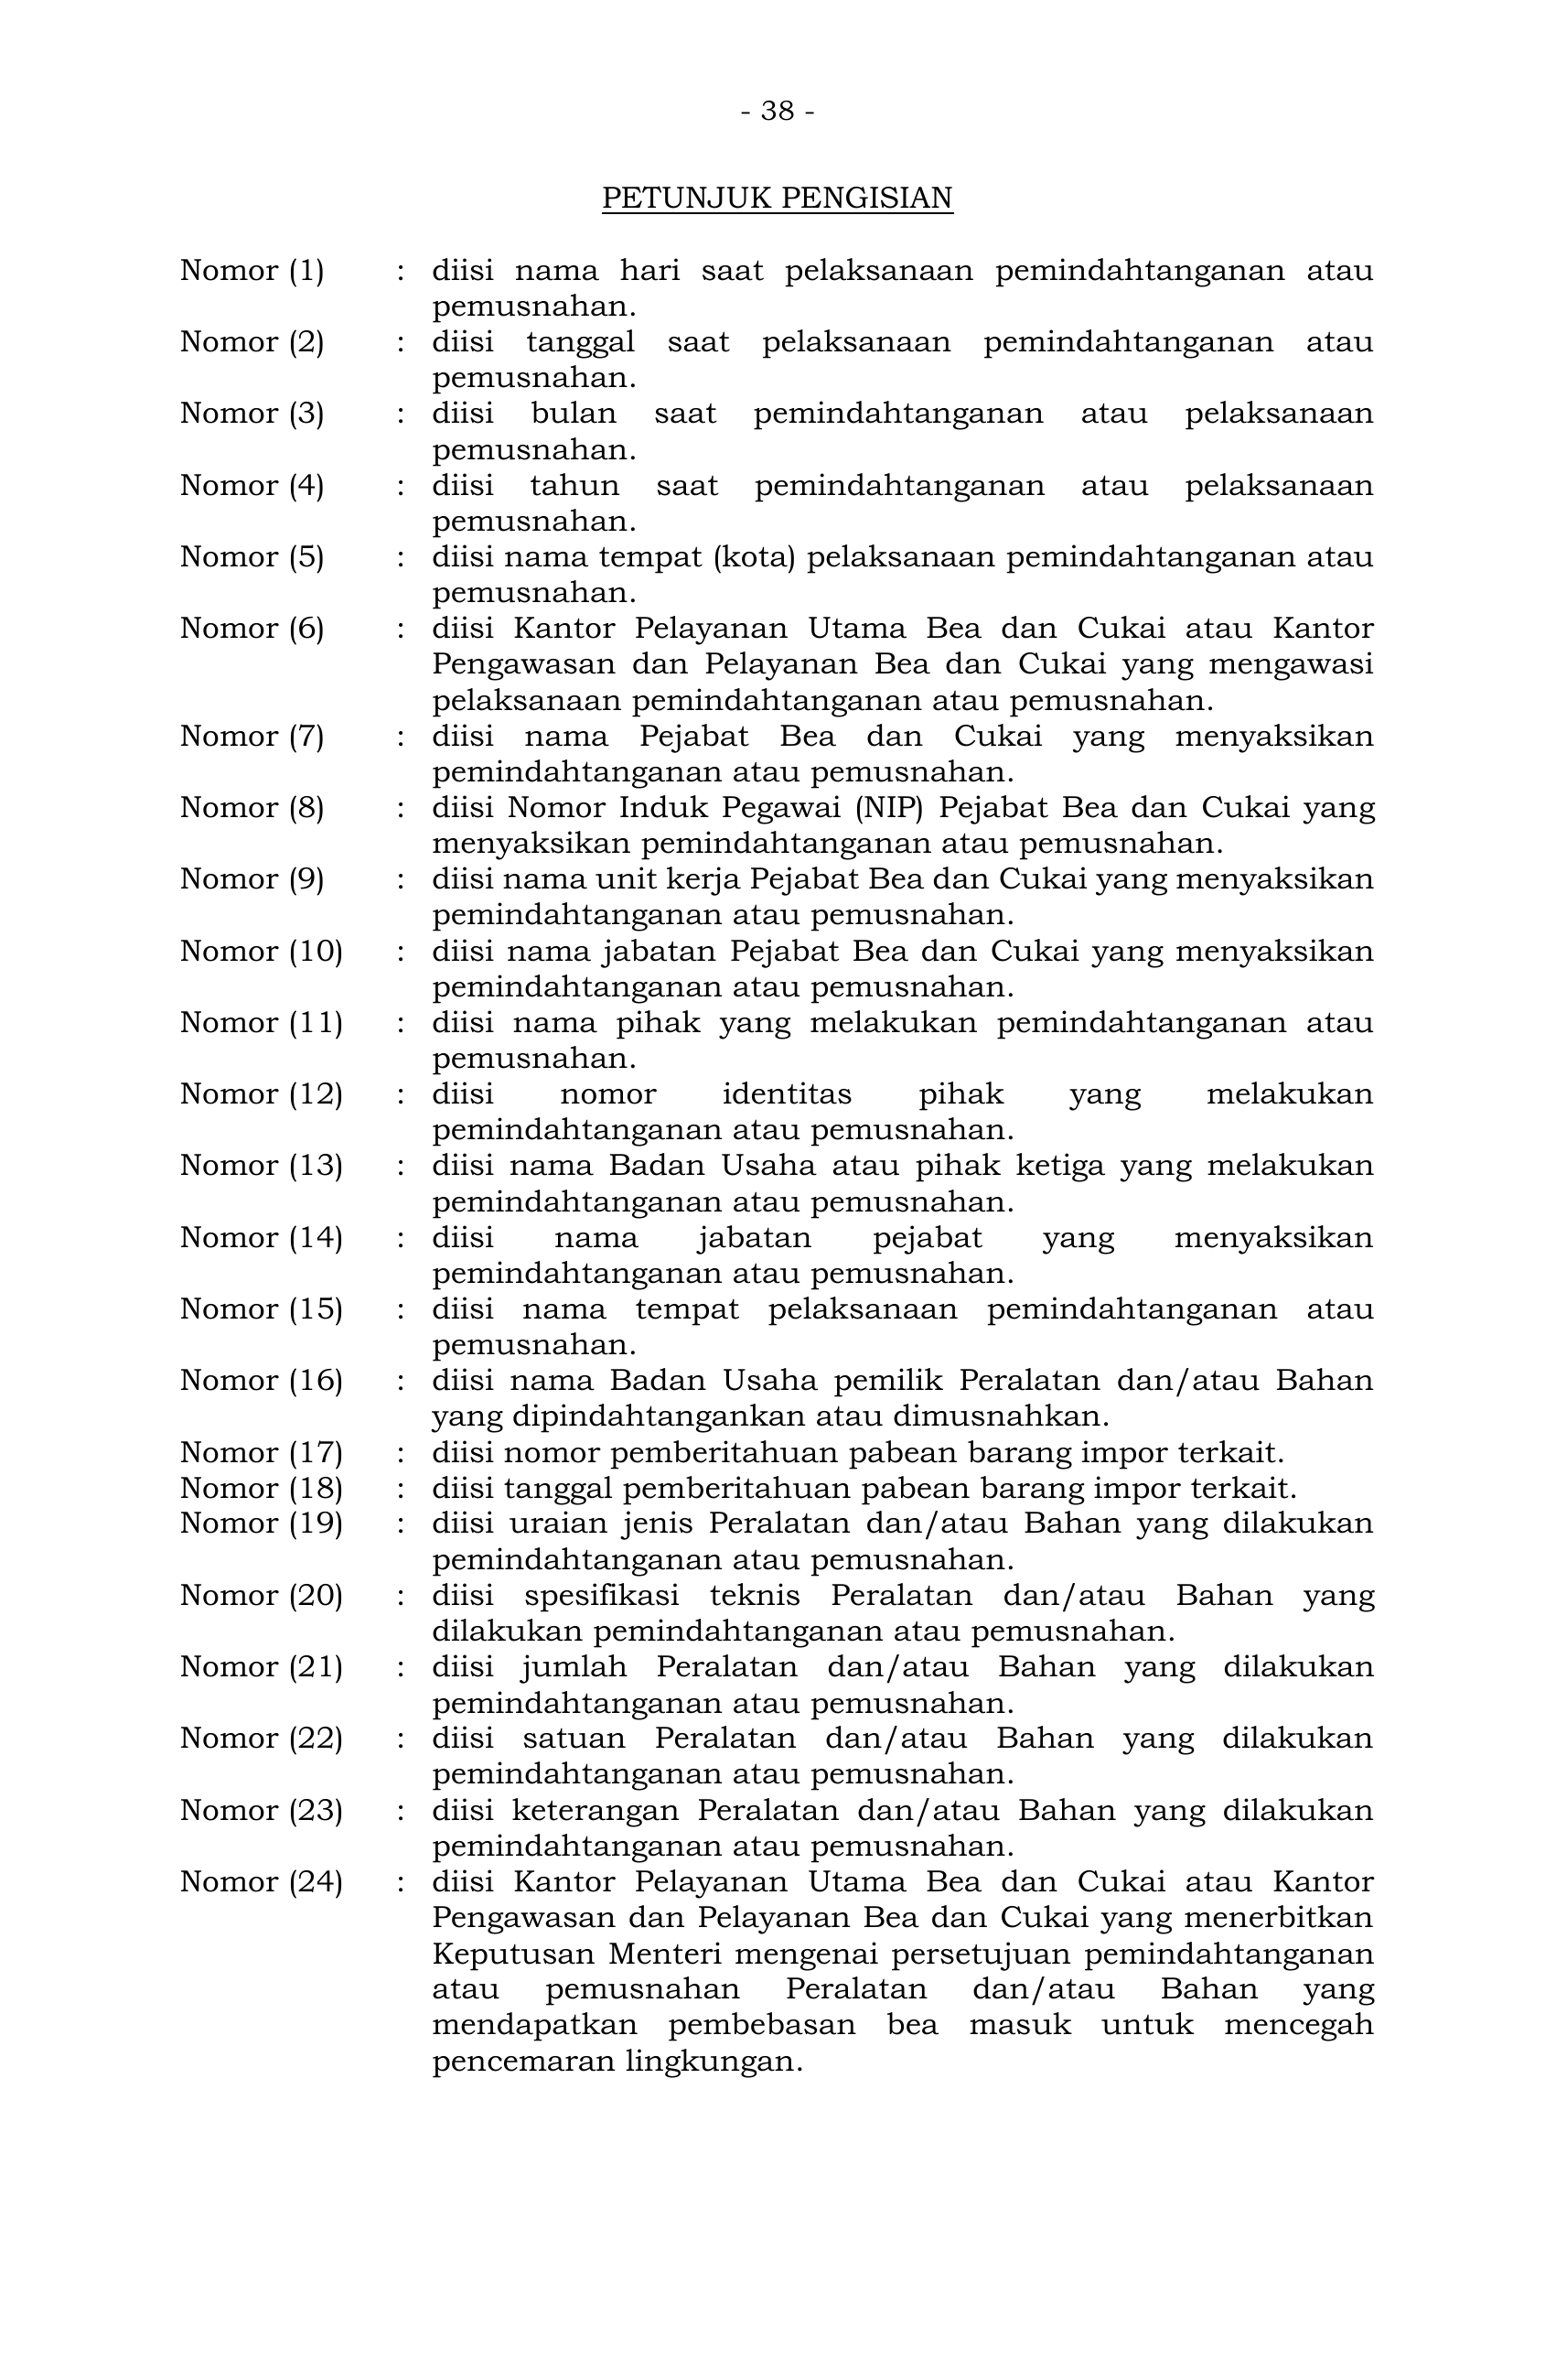 - 38 -
PETUNJUK PENGISIAN
Nomor (1) : diisi nama hari saat pelaksanaan pemindahtanganan atau
pemusnahan.
Nomor (2) : diisi tanggal saat pelaksanaan pemindahtanganan atau
pemusnahan.
Nomor (3) : diisi bulan saat pemindahtanganan atau pelaksanaan
pemusnahan.
Nomor (4) : diisi tahun saat pemindahtanganan atau pelaksanaan
pemusnahan.
Nomor (5) : diisi nama tempat (kota) pelaksanaan pemindahtanganan atau
pemusnahan.
Nomor (6) : diisi Kantor Pelayanan Utama Bea dan Cukai atau Kantor
Pengawasan dan Pelayanan Bea dan Cukai yang mengawasi
pelaksanaan pemindahtanganan atau pemusnahan.
Nomor (7) : diisi nama Pejabat Bea dan Cukai yang menyaksikan
pemindahtanganan atau pemusnahan.
Nomor (8) : diisi Nomor Induk Pegawai (NIP) Pejabat Bea dan Cukai yang
menyaksikan pemindahtanganan atau pemusnahan.
Nomor (9) : diisi nama unit kerja Pejabat Bea dan Cukai yang menyaksikan
pemindahtanganan atau pemusnahan.
Nomor (10) : diisi nama jabatan Pejabat Bea dan Cukai yang menyaksikan
pemindahtanganan atau pemusnahan.
Nomor (11) : diisi nama pihak yang melakukan pemindahtanganan atau
pemusnahan.
Nomor (12) : diisi nomor identitas pihak yang melakukan
pemindahtanganan atau pemusnahan.
Nomor (13) : diisi nama Badan Usaha atau pihak ketiga yang melakukan
pemindahtanganan atau pemusnahan.
Nomor (14) : diisi nama jabatan pejabat yang menyaksikan
pemindahtanganan atau pemusnahan.
Nomor (15) : diisi nama tempat pelaksanaan pemindahtanganan atau
pemusnahan.
Nomor (16) : diisi nama Badan Usaha pemilik Peralatan dan/atau Bahan
yang dipindahtangankan atau dimusnahkan.
Nomor (17) : diisi nomor pemberitahuan pabean barang impor terkait.
Nomor (18) : diisi tanggal pemberitahuan pabean barang impor terkait.
Nomor (19) : diisi uraian jenis Peralatan dan/atau Bahan yang dilakukan
pemindahtanganan atau pemusnahan.
Nomor (20) : diisi spesifikasi teknis Peralatan dan/atau Bahan yang
dilakukan pemindahtanganan atau pemusnahan.
Nomor (21) : diisi jumlah Peralatan dan/atau Bahan yang dilakukan
pemindahtanganan atau pemusnahan.
Nomor (22) : diisi satuan Peralatan dan/atau Bahan yang dilakukan
pemindahtanganan atau pemusnahan.
Nomor (23) : diisi keterangan Peralatan dan/atau Bahan yang dilakukan
pemindahtanganan atau pemusnahan.
Nomor (24) : diisi Kantor Pelayanan Utama Bea dan Cukai atau Kantor
Pengawasan dan Pelayanan Bea dan Cukai yang menerbitkan
Keputusan Menteri mengenai persetujuan pemindahtanganan
atau pemusnahan Peralatan dan/atau Bahan yang
mendapatkan pembebasan bea masuk untuk mencegah
pencemaran lingkungan.